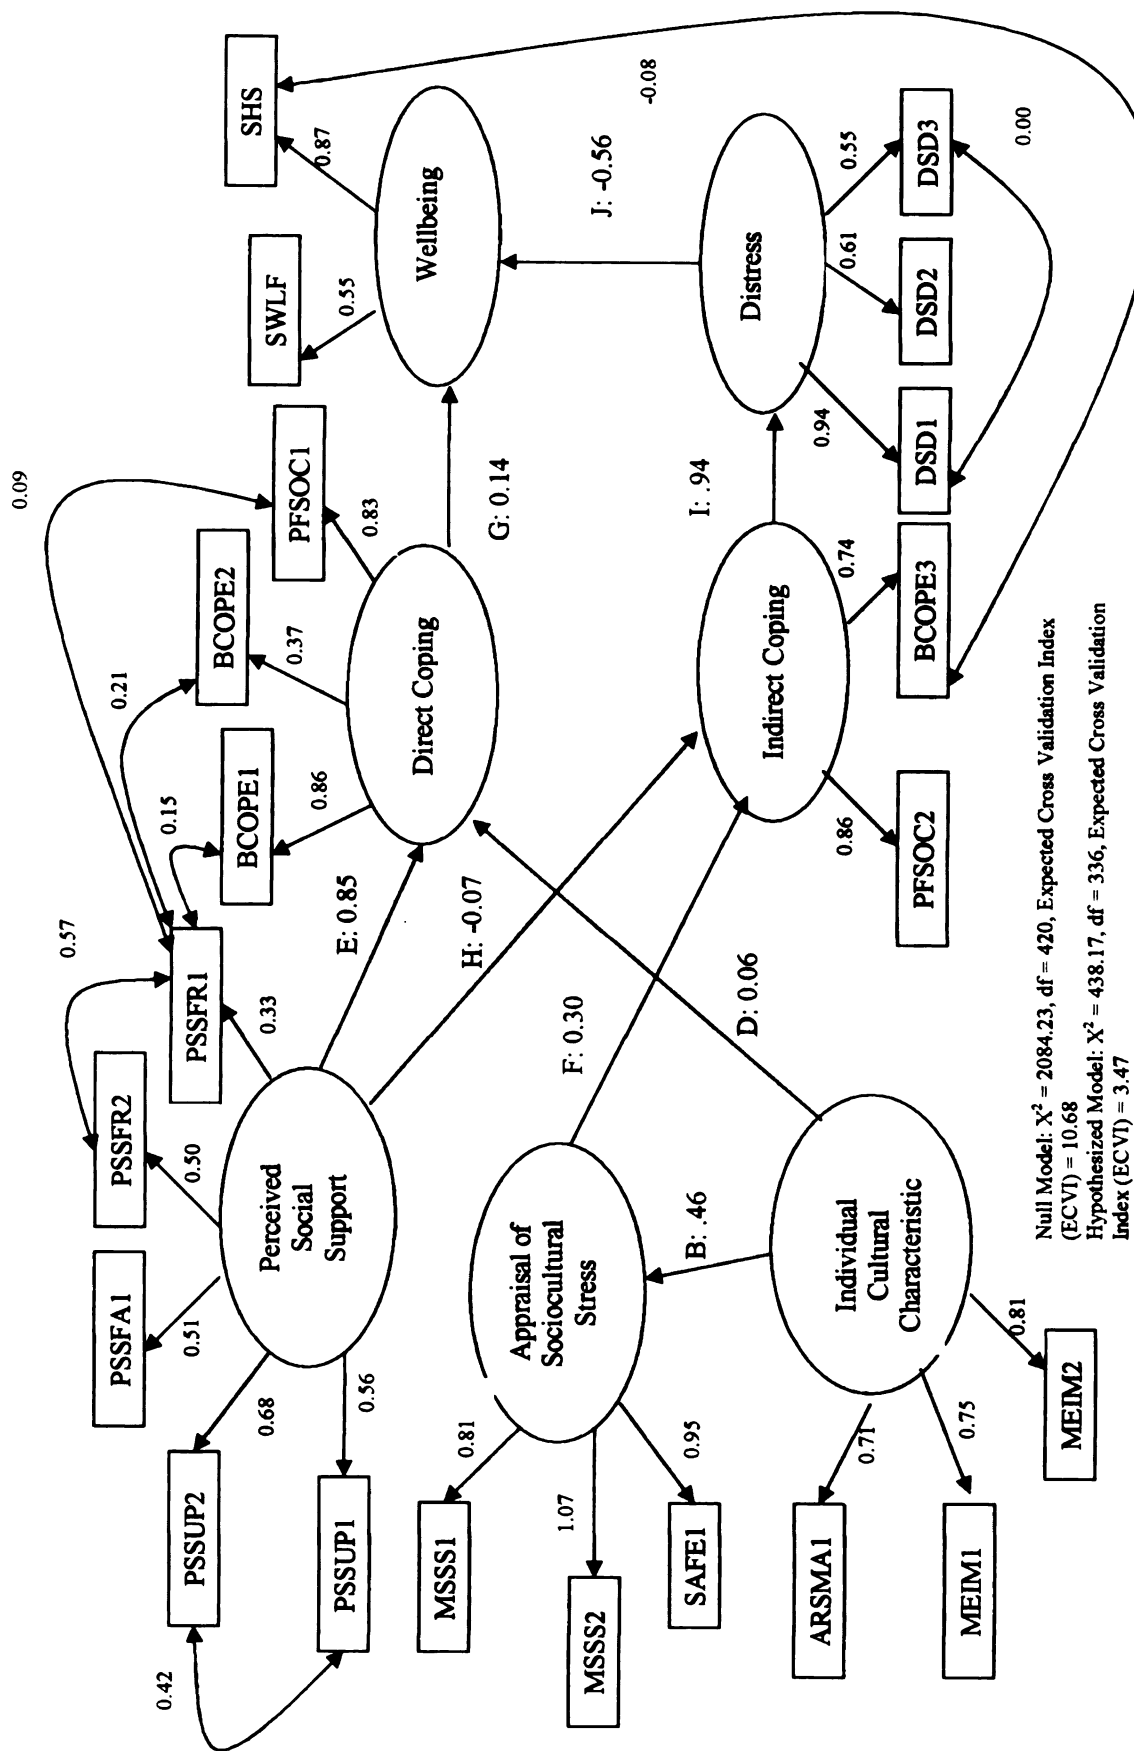 0.09
0.57
0.21
PSSFA1
PSSFR2
0.42
0.15
PSSUP2
PSSFR1
BCOPE1
BCOPE2
PFSOC1
SWLF
SHS
0.51
0.50
0.33
0.68
0.86
0.37
0.83
0.55
0.87
PSSUP1
0.56
Perceived
Social
Support
E: 0.85
Direct Coping
Wellbeing
MSSS1
0.81
H: -0.07
G: 0.14
MSSS2
1.07
Appraisal of
Sociocultural
Stress
F: 0.30
J: -0.56
-0.08
SAFE1
0.95
B: .46
D: 0.06
I: .94
Indirect Coping
Distress
ARSMA1
0.71
Individual
Cultural
Characteristic
0.86
0.74
0.94
0.61
0.55
MEIM1
0.75
PFSOC2
BCOPE3
DSD1
DSD2
DSD3
0.81
MEIM2
0.00
Null Model: X² = 2084.23, df = 420, Expected Cross Validation Index
(ECVI) = 10.68
Hypothesized Model: X² = 438.17, df = 336, Expected Cross Validation
Index (ECVI) = 3.47